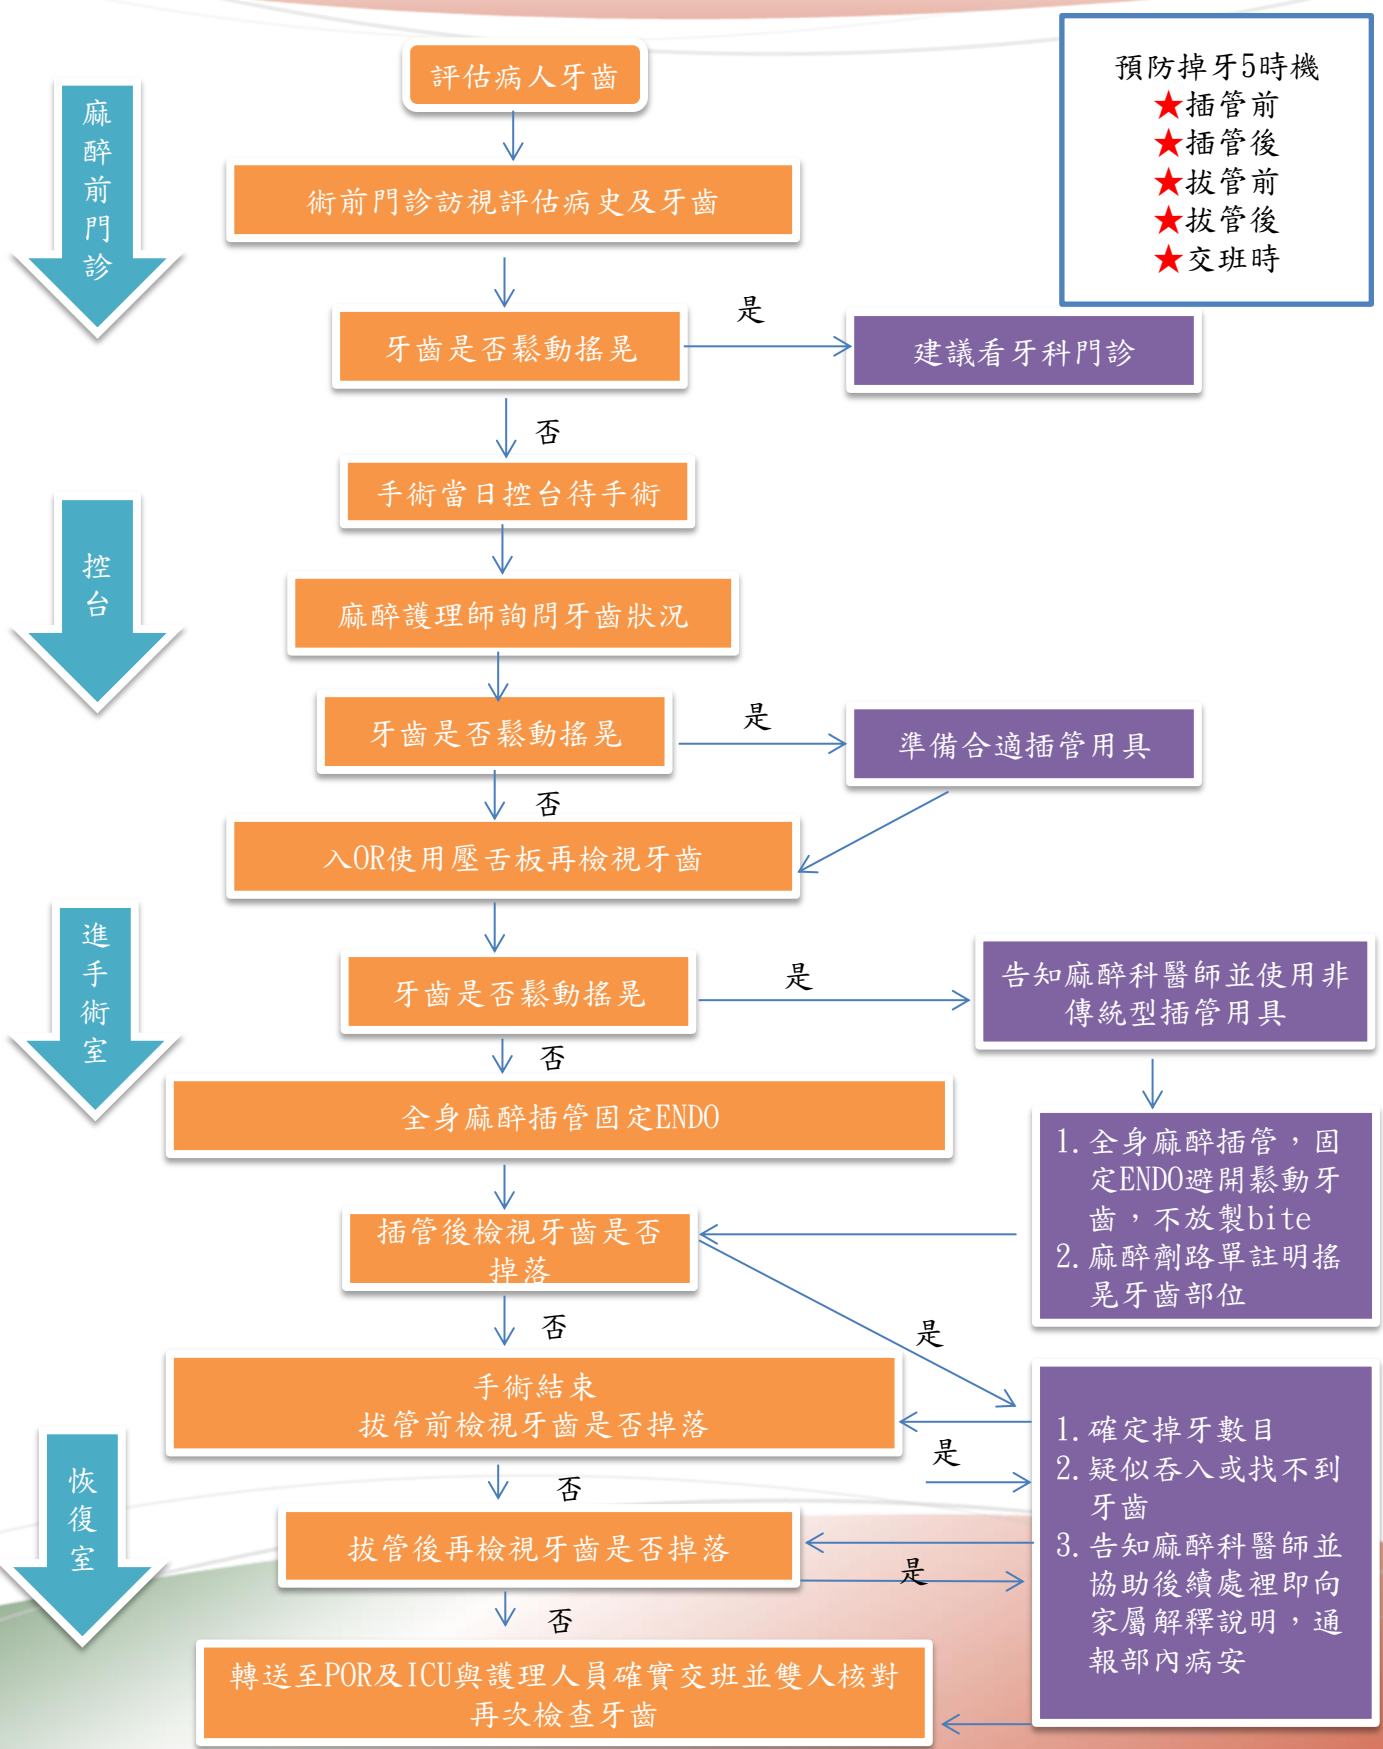 評估病人牙齒
預防掉牙5時機
★插管前
★插管後
★拔管前
★拔管後
★交班時
麻
醉
前
門
診
術前門診訪視評估病史及牙齒
牙齒是否鬆動搖晃
是
建議看牙科門診
否
手術當日控台待手術
控
台
麻醉護理師詢問牙齒狀況
牙齒是否鬆動搖晃
是
準備合適插管用具
否
入OR使用壓舌板再檢視牙齒
進
手
術
室
牙齒是否鬆動搖晃
是
告知麻醉科醫師並使用非
傳統型插管用具
否
全身麻醉插管固定ENDO
1. 全身麻醉插管，固
定ENDO避開鬆動牙
齒，不放製bite
2. 麻醉劑路單註明搖
晃牙齒部位
插管後檢視牙齒是否
掉落
否
是
手術結束
拔管前檢視牙齒是否掉落
是
1. 確定掉牙數目
2. 疑似吞入或找不到
牙齒
3. 告知麻醉科醫師並
協助後續處裡即向
家屬解釋說明，通
報部內病安
恢
復
室
否
拔管後再檢視牙齒是否掉落
是
否
轉送至POR及ICU與護理人員確實交班並雙人核對
再次檢查牙齒